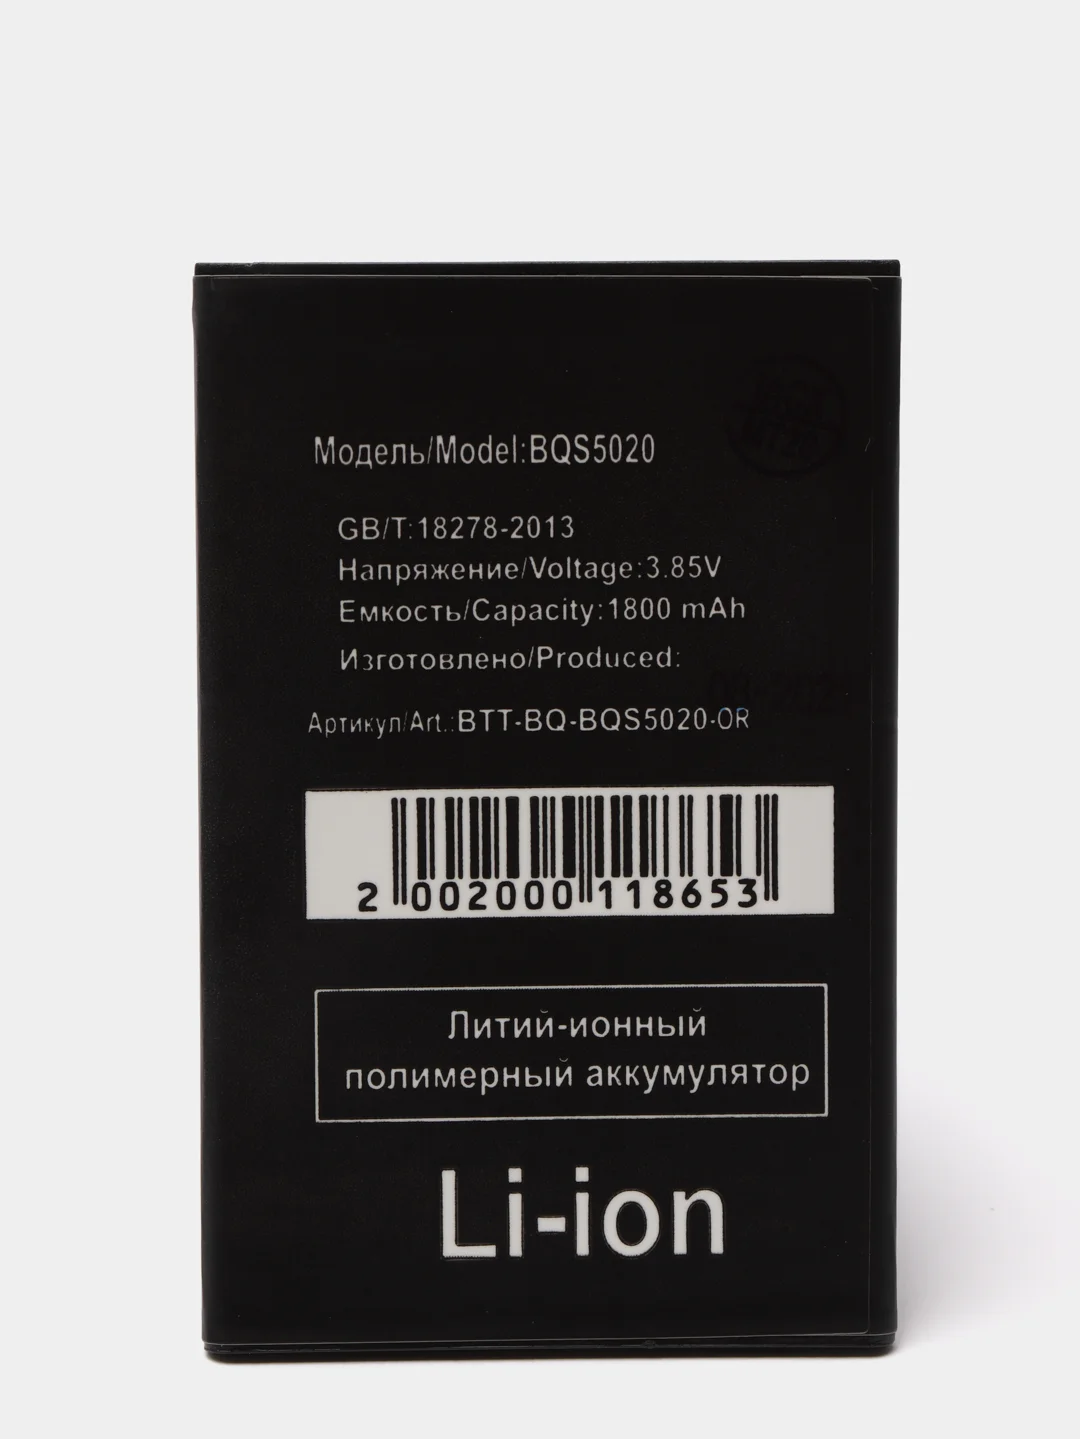 Модель/Model:BQS5020
GB/T:18278-2013
Напряжение/Voltage:3.85V
Емкость/Capacity:1800 mAh
Изготовлено/Produced:
Артикул/Art.:BTT-BQ-BQS5020-OR
2 002000 118653
Литий-ионный
полимерный аккумулятор
Li-ion